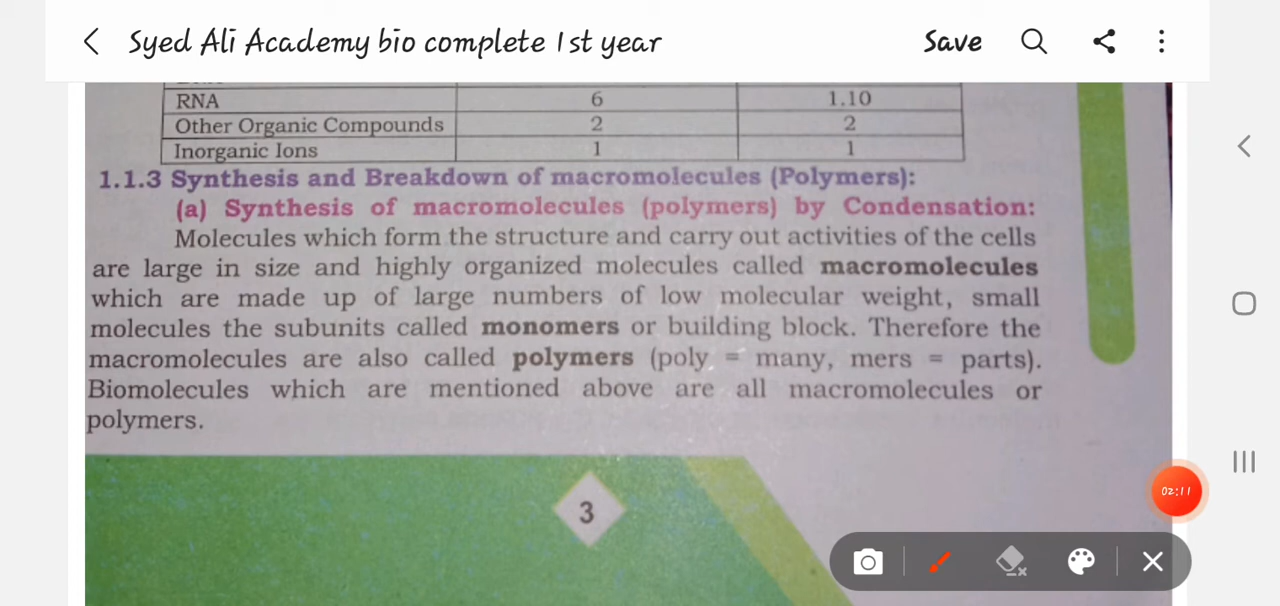 Syed Ali Academy bio complete 1st year
Save
RNA 6 1.10
Other Organic Compounds 2 2
Inorganic Ions 1 1
1.1.3 Synthesis and Breakdown of macromolecules (Polymers):
(a) Synthesis of macromolecules (polymers) by Condensation:
Molecules which form the structure and carry out activities of the cells
are large in size and highly organized molecules called macromolecules
which are made up of large numbers of low molecular weight, small
molecules the subunits called monomers or building block. Therefore the
macromolecules are also called polymers (poly = many, mers = parts).
Biomolecules which are mentioned above are all macromolecules or
polymers.
3
02:11